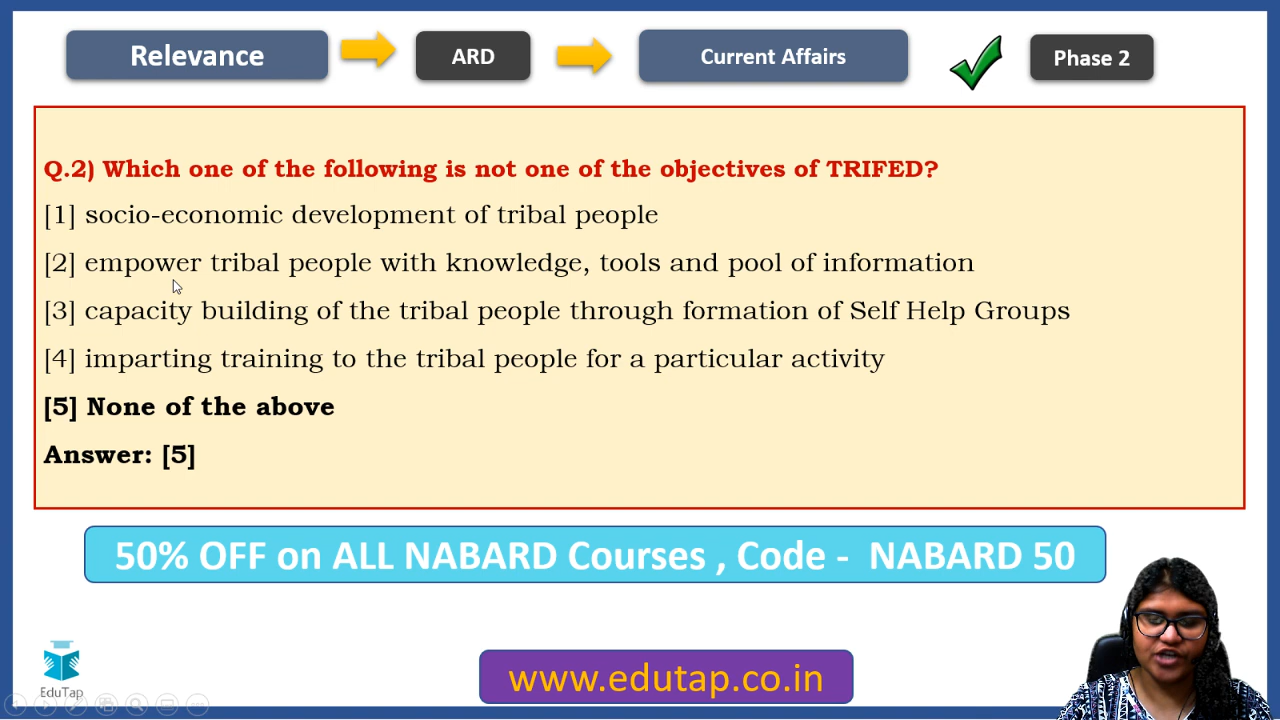 Relevance
ARD
Current Affairs
Phase 2
Q.2) Which one of the following is not one of the objectives of TRIFED?
[1] socio-economic development of tribal people
[2] empower tribal people with knowledge, tools and pool of information
[3] capacity building of the tribal people through formation of Self Help Groups
[4] imparting training to the tribal people for a particular activity
[5] None of the above
Answer: [5]
50% OFF on ALL NABARD Courses , Code - NABARD 50
EduTap
www.edutap.co.in